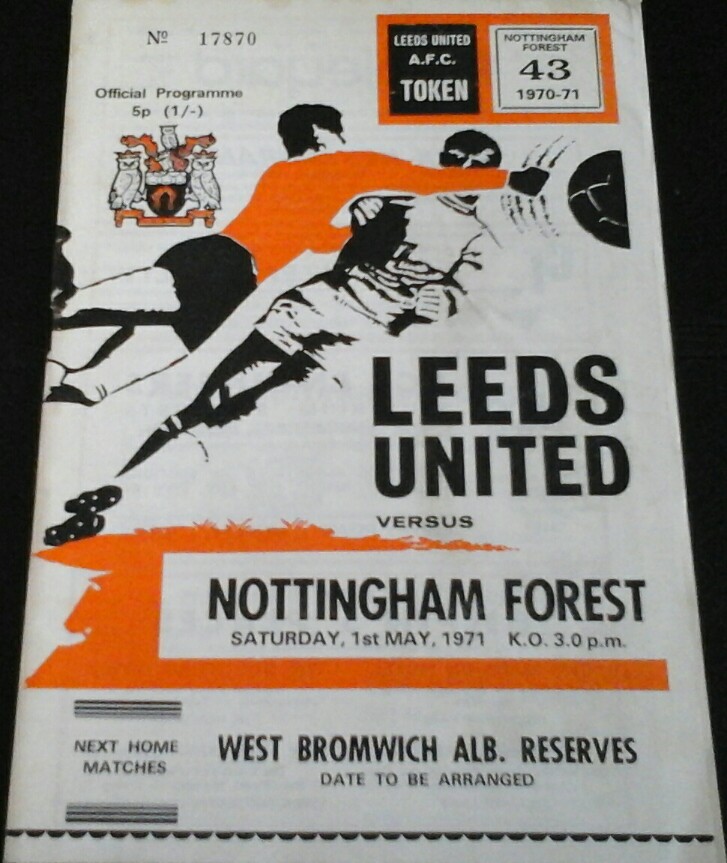 Nº 17870
Official Programme
5p (1/-)
LEEDS UNITED
A.F.C.
TOKEN
NOTTINGHAM
FOREST
43
1970-71
LEEDS
UNITED
VERSUS
NOTTINGHAM FOREST
SATURDAY, 1st MAY, 1971 K.O. 3.0 p.m.
NEXT HOME
MATCHES
WEST BROMWICH ALB. RESERVES
DATE TO BE ARRANGED